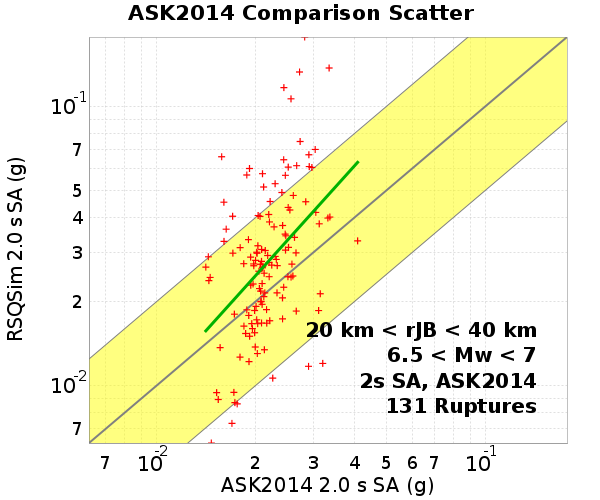 ASK2014 Comparison Scatter
RSQSim 2.0 s SA (g)
10⁻¹
7
5
4
3
2
10⁻²
7
20 km < rJB < 40 km
6.5 < Mw < 7
2s SA, ASK2014
131 Ruptures
7 10⁻² 2 3 4 5 6 7 10⁻¹
ASK2014 2.0 s SA (g)